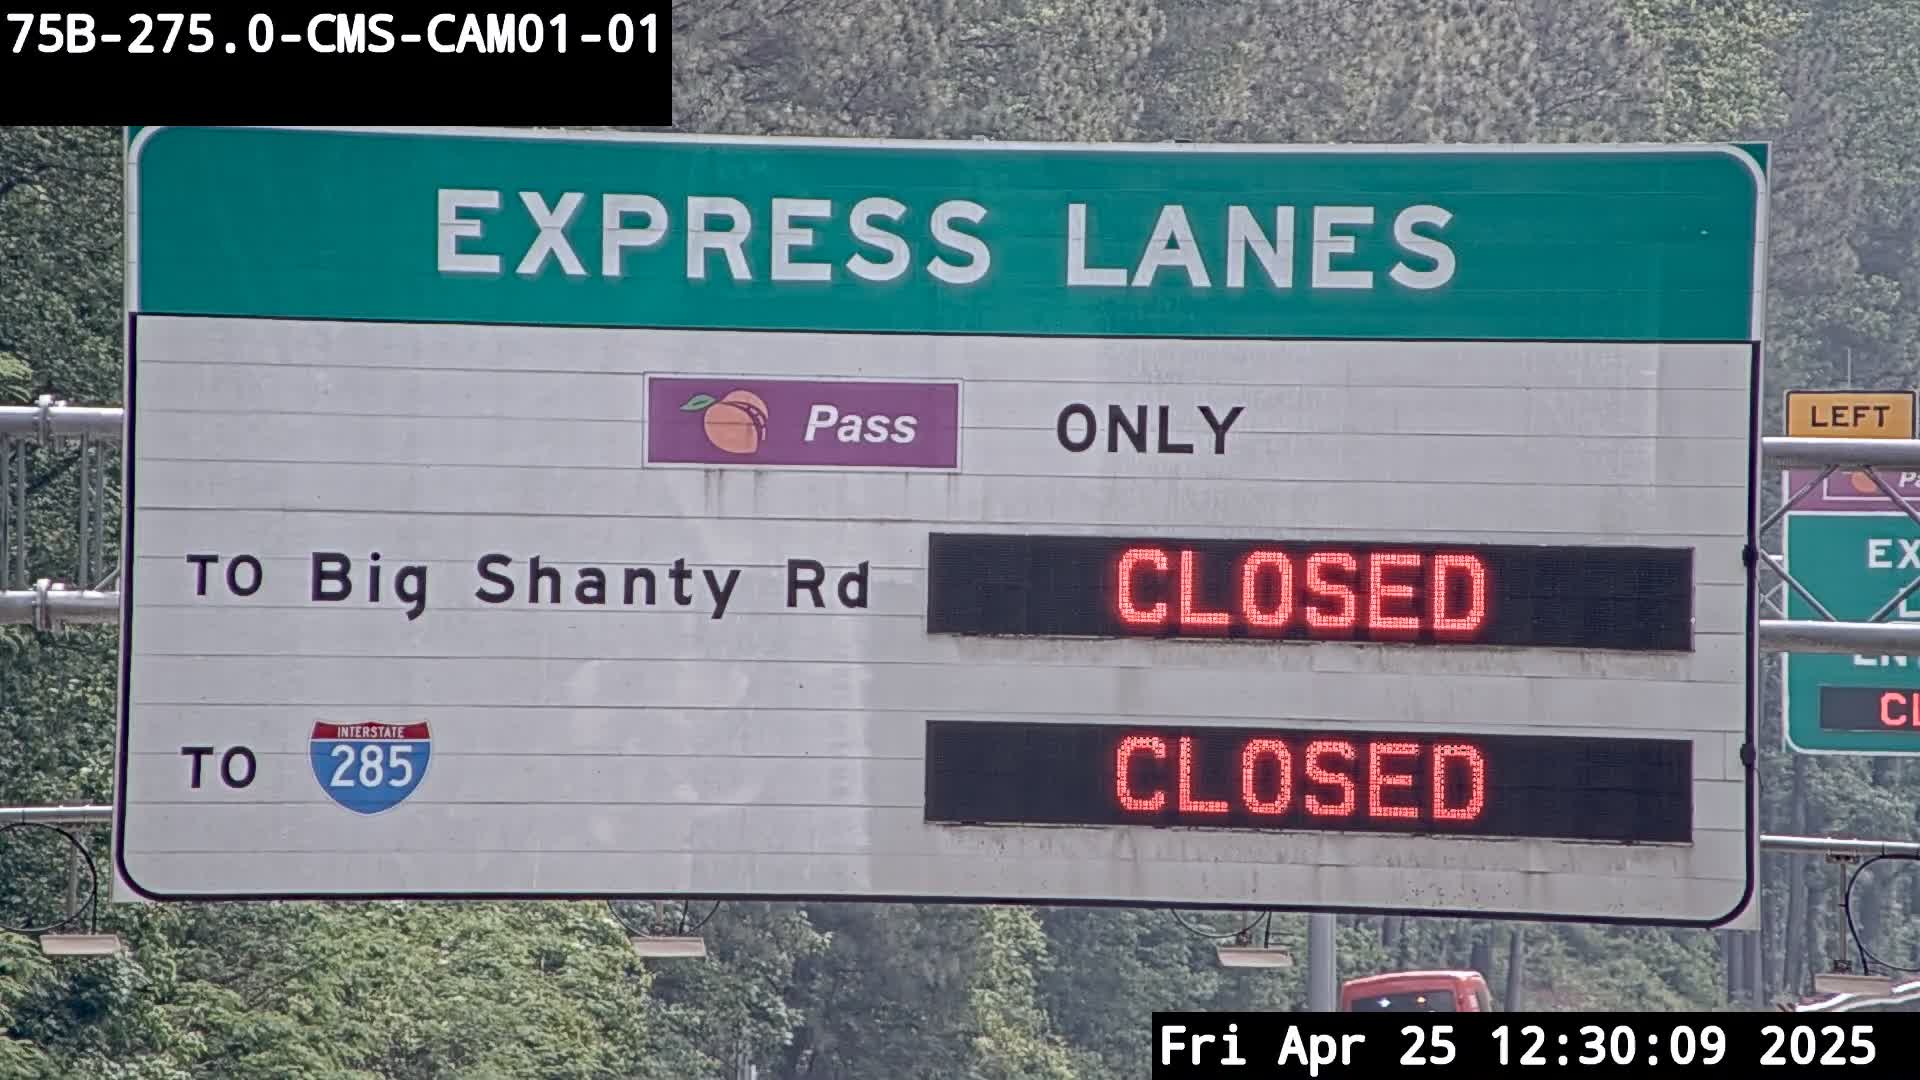 75B-275.0-CMS-CAM01-01
EXPRESS LANES
Pass ONLY
TO Big Shanty Rd CLOSED
TO INTERSTATE 285 CLOSED
LEFT
EX
Fri Apr 25 12:30:09 2025